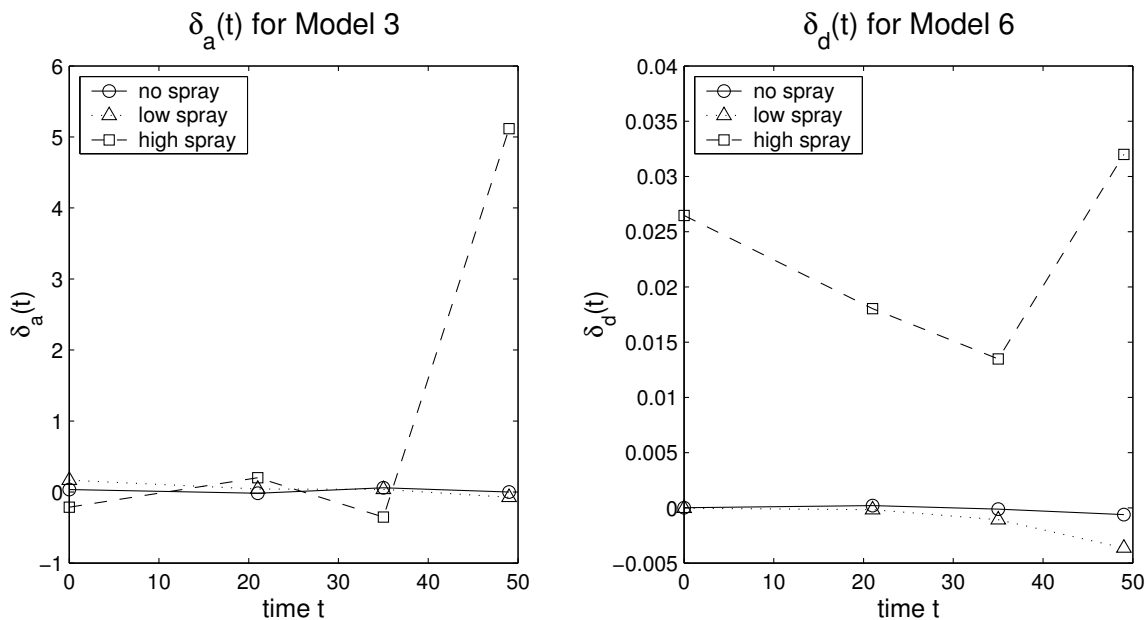 δa(t) for Model 3
6
5
4
3
2
1
0
−1
0 10 20 30 40 50
δa(t)
time t
no spray
low spray
high spray
δd(t) for Model 6
0.04
0.035
0.03
0.025
0.02
0.015
0.01
0.005
0
−0.005
0 10 20 30 40 50
δd(t)
time t
no spray
low spray
high spray